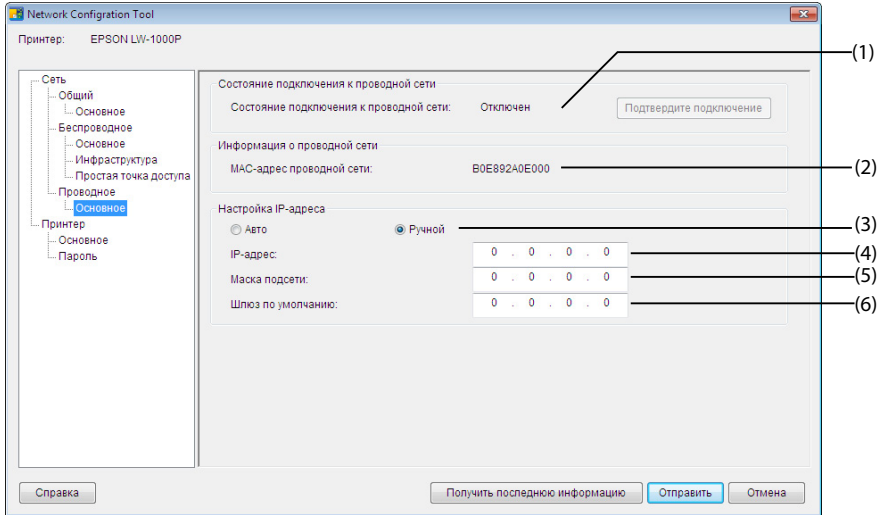 Network Configration Tool
Принтер: EPSON LW-1000P
Сеть
Общий
Основное
Беспроводное
Основное
Инфраструктура
Простая точка доступа
Проводное
Основное
Принтер
Основное
Пароль
Состояние подключения к проводной сети
Состояние подключения к проводной сети: Отключен Подтвердите подключение
(1)
Информация о проводной сети
MAC-адрес проводной сети: B0E892A0E000
(2)
Настройка IP-адреса
Авто Ручной
(3)
IP-адрес: 0 . 0 . 0 . 0
(4)
Маска подсети: 0 . 0 . 0 . 0
(5)
Шлюз по умолчанию: 0 . 0 . 0 . 0
(6)
Справка Получить последнюю информацию Отправить Отмена